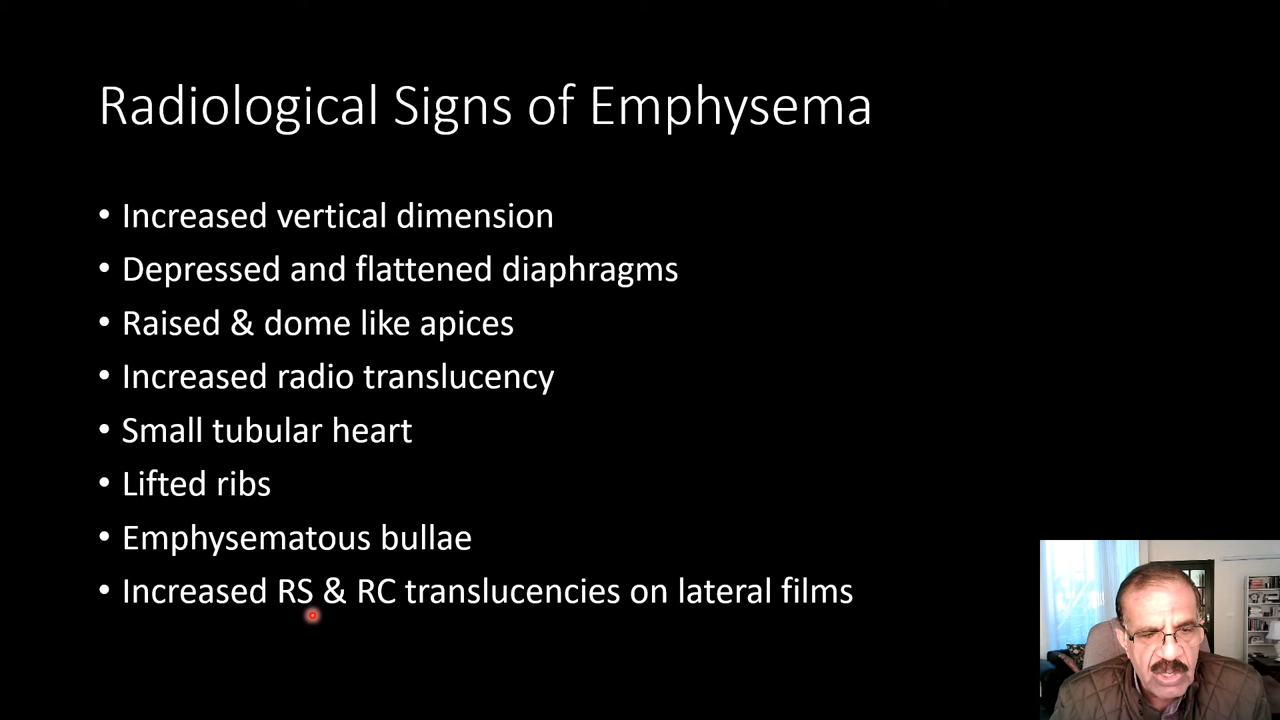 Radiological Signs of Emphysema
• Increased vertical dimension
• Depressed and flattened diaphragms
• Raised & dome like apices
• Increased radio translucency
• Small tubular heart
• Lifted ribs
• Emphysematous bullae
• Increased RS & RC translucencies on lateral films